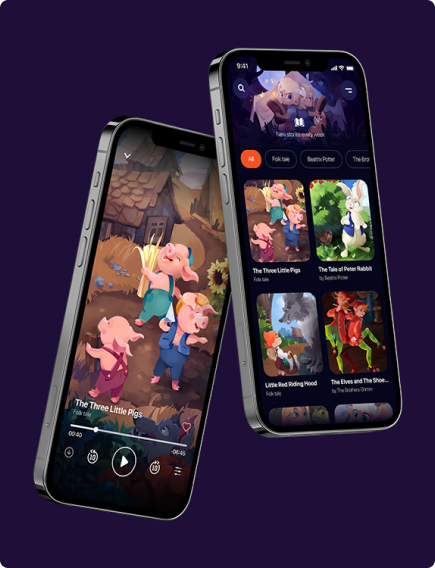 9:41
New stories every week
All
Folk tale
Beatrix Potter
The Bro
The Three Little Pigs
Folk tale
The Tale of Peter Rabbit
by Beatrix Potter
Little Red Riding Hood
Folk tale
The Elves and The Shoe...
by The Brothers Grimm
The Three Little Pigs
Folk tale
00:40
-06:45
10
10